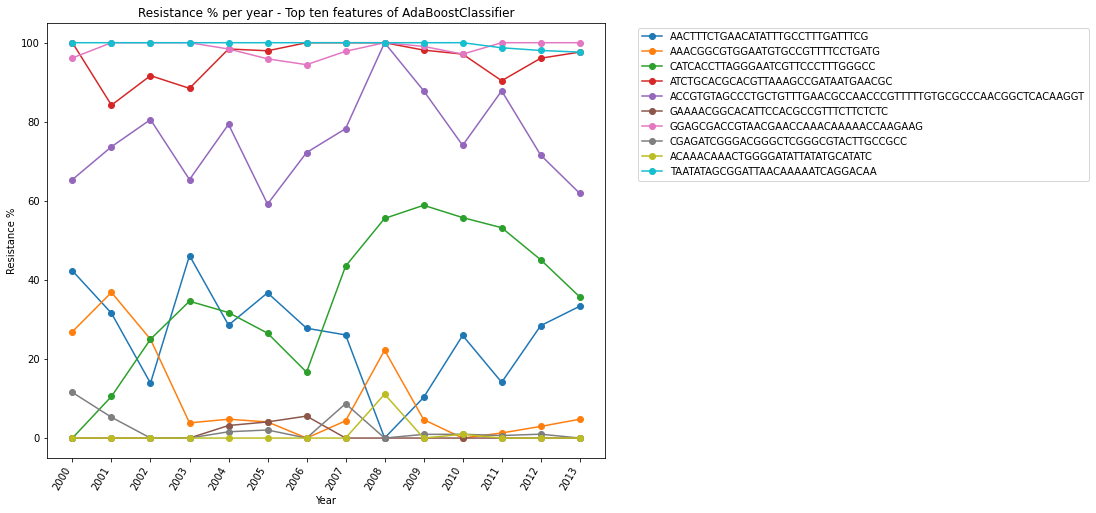 Resistance % per year - Top ten features of AdaBoostClassifier
Resistance %
100
80
60
40
20
0
2000
2001
2002
2003
2004
2005
2006
2007
2008
2009
2010
2011
2012
2013
Year
AACTTTCTGAACATATTTGCCTTTGATTTCG
AAACGGCGTGGAATGTGCCGTTTTCCTGATG
CATCACCTTAGGGAATCGTTCCCTTTGGGCC
ATCTGCACGCACGTTAAAGCCGATAATGAACGC
ACCGTGTAGCCCTGCTGTTTGAACGCCAACCCGTTTTTGTGCGCCCAACGGCTCACAAGGT
GAAAACGGCACATTCCACGCCGTTTCTTCTCTC
GGAGCGACCGTAACGAACCAAACAAAAACCAAGAAG
CGAGATCGGGACGGGCTCGGGCGTACTTGCCGCC
ACAAACAAACTGGGGATATTATATGCATATC
TAATATAGCGGATTAACAAAAATCAGGACAA